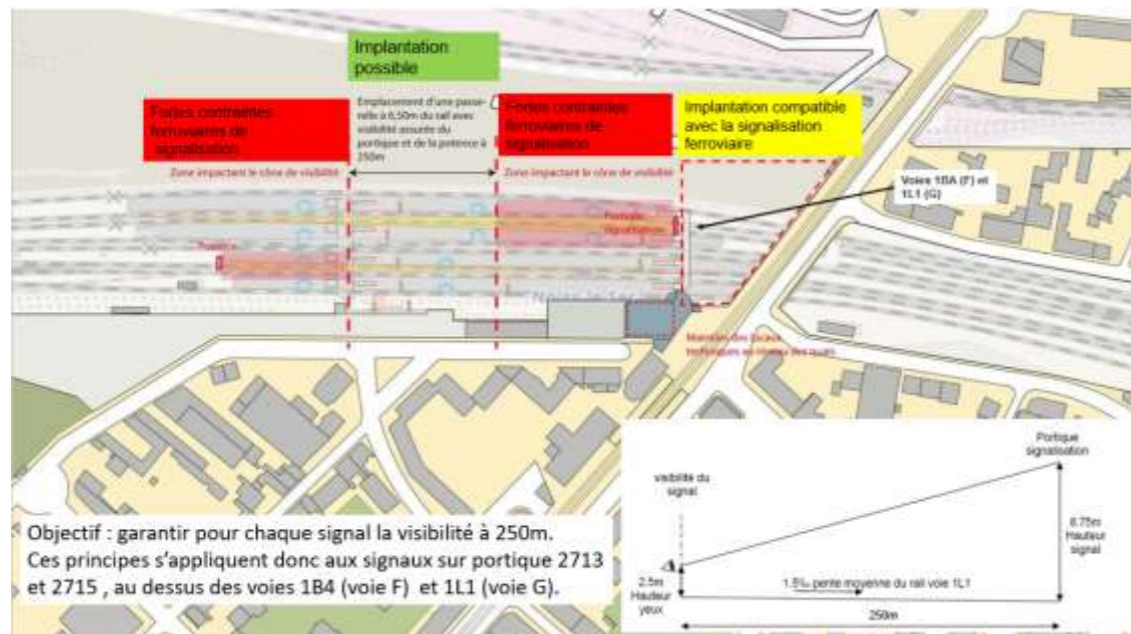 Implantation
possible
Fortes contraintes
ferroviaires de
signalisation
Emplacement d'une passe-
relle à 6,50m du rail avec
visibilité assurée du
portique et de la potence à
250m
Fortes contraintes
ferroviaires de
signalisation
Implantation compatible
avec la signalisation
ferroviaire
Zone impactant le cône de visibilité
Zone impactant le cône de visibilité
Voies 1BA (F) et
1L1 (G)
Portique
signalisation
Potence
Noisy le Sec
Maintien des locaux
techniques au niveau des quais
Objectif : garantir pour chaque signal la visibilité à 250m.
Ces principes s'appliquent donc aux signaux sur portique 2713
et 2715 , au dessus des voies 1B4 (voie F) et 1L1 (voie G).
Portique
signalisation
visibilité du
signal
2.5m
Hauteur
yeux
1.5‰ pente moyenne du rail voie 1L1
6.75m
Hauteur
signal
250m